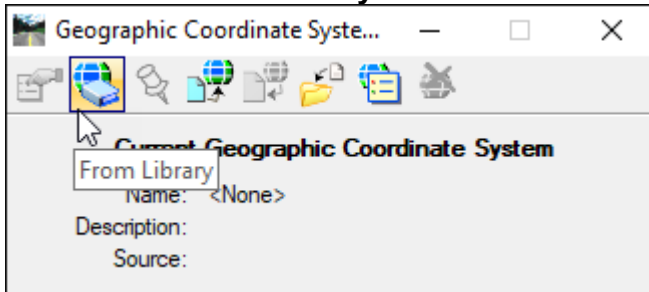 Geographic Coordinate Syste...
Current Geographic Coordinate System
From Library
Name: <None>
Description:
Source: